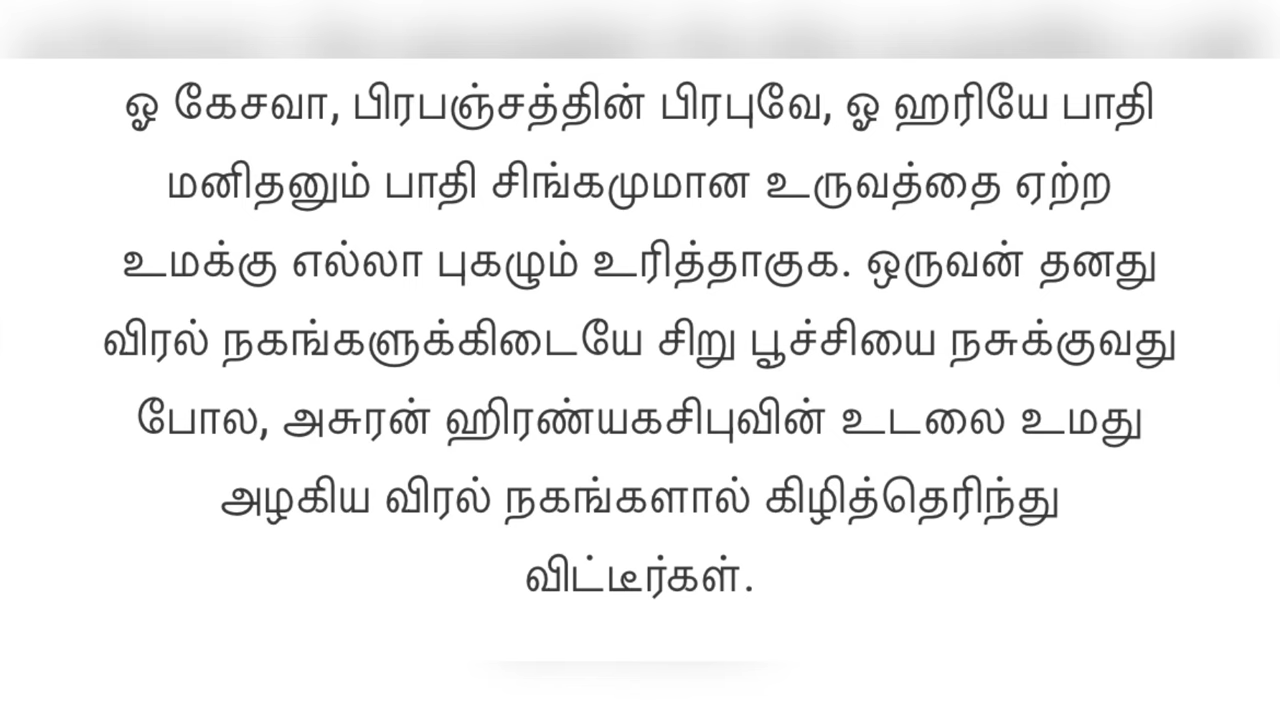 ஓ கேசவா, பிரபஞ்சத்தின் பிரபுவே, ஓ ஹரியே பாதி
மனிதனும் பாதி சிங்கமுமான உருவத்தை ஏற்ற
உமக்கு எல்லா புகழும் உரித்தாகுக. ஒருவன் தனது
விரல் நகங்களுக்கிடையே சிறு பூச்சியை நசுக்குவது
போல, அசுரன் ஹிரண்யகசிபுவின் உடலை உமது
அழகிய விரல் நகங்களால் கிழித்தெரிந்து
விட்டீர்கள்.